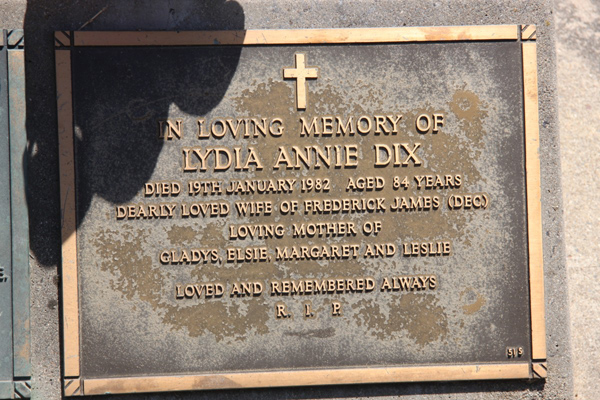 IN LOVING MEMORY OF
LYDIA ANNIE DIX
DIED 19TH JANUARY 1982 AGED 84 YEARS
DEARLY LOVED WIFE OF FREDERICK JAMES (DEC.)
LOVING MOTHER OF
GLADYS, ELSIE, MARGARET AND LESLIE
LOVED AND REMEMBERED ALWAYS
R. I. P.